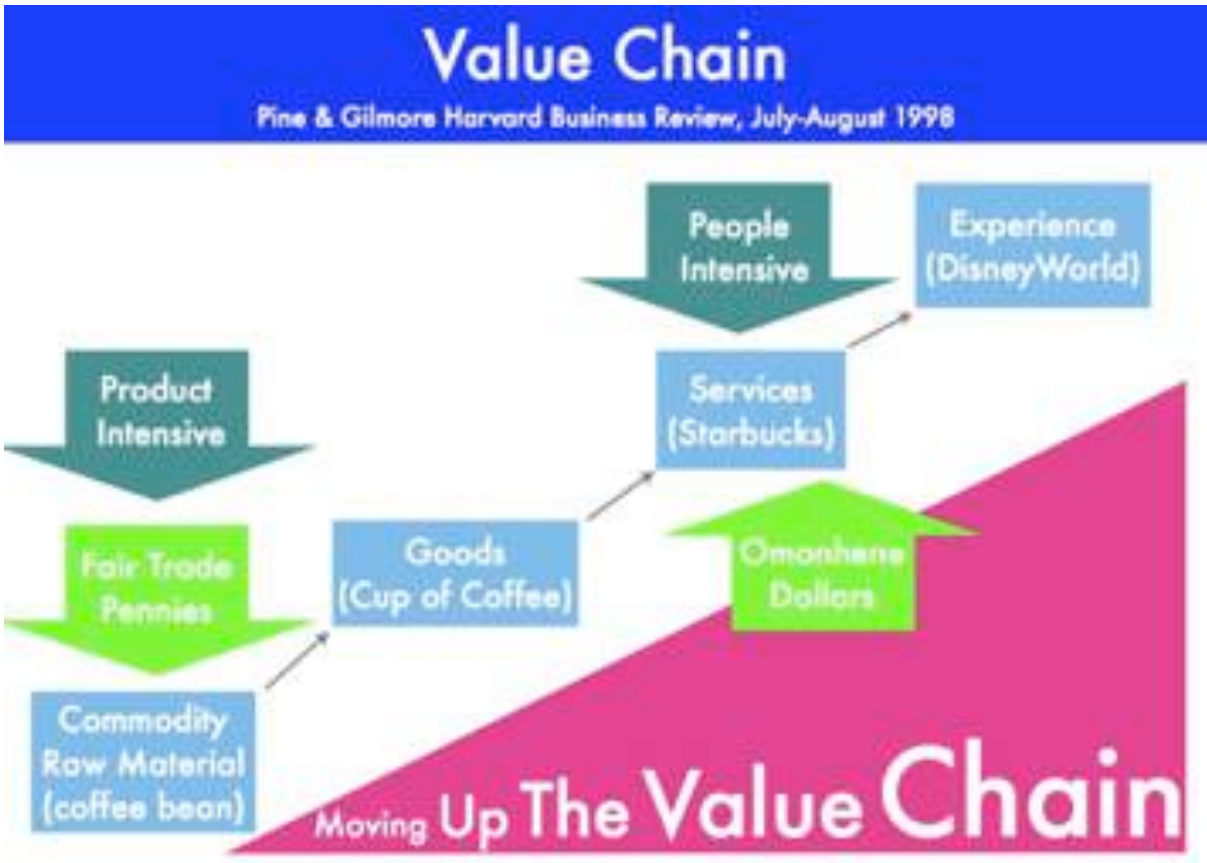 Value Chain
Pine & Gilmore Harvard Business Review, July-August 1998
People
Intensive
Experience
(DisneyWorld)
Product
Intensive
Services
(Starbucks)
Fair Trade
Pennies
Goods
(Cup of Coffee)
Omanhene
Dollars
Commodity
Raw Material
(coffee bean)
Moving Up The Value Chain